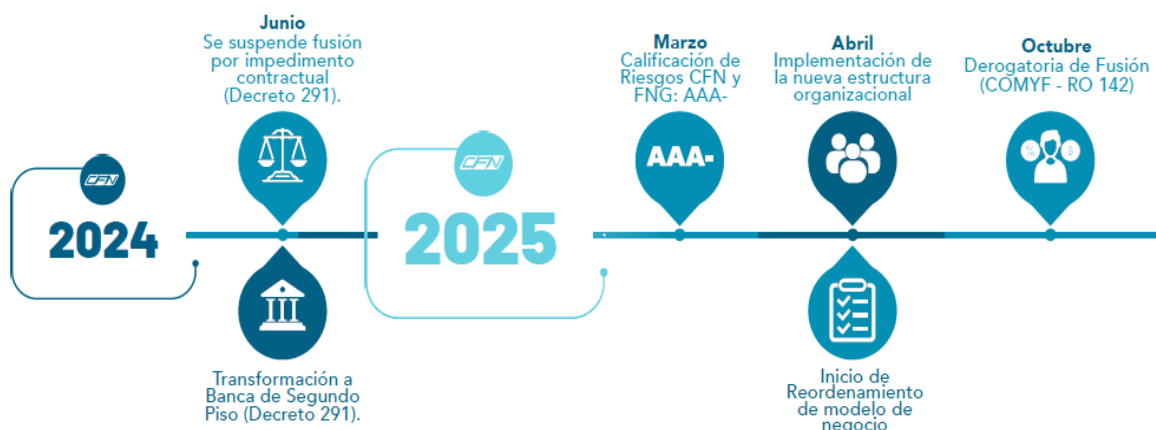 Junio
Se suspende fusión
por impedimento
contractual
(Decreto 291).
CFN
2024
Transformación a
Banca de Segundo
Piso (Decreto 291).
CFN
2025
Marzo
Calificación de
Riesgos CFN y
FNG: AAA-
AAA-
Abril
Implementación de
la nueva estructura
organizacional
Inicio de
Reordenamiento
de modelo de
negocio
Octubre
Derogatoria de Fusión
(COMYF - RO 142)
% $